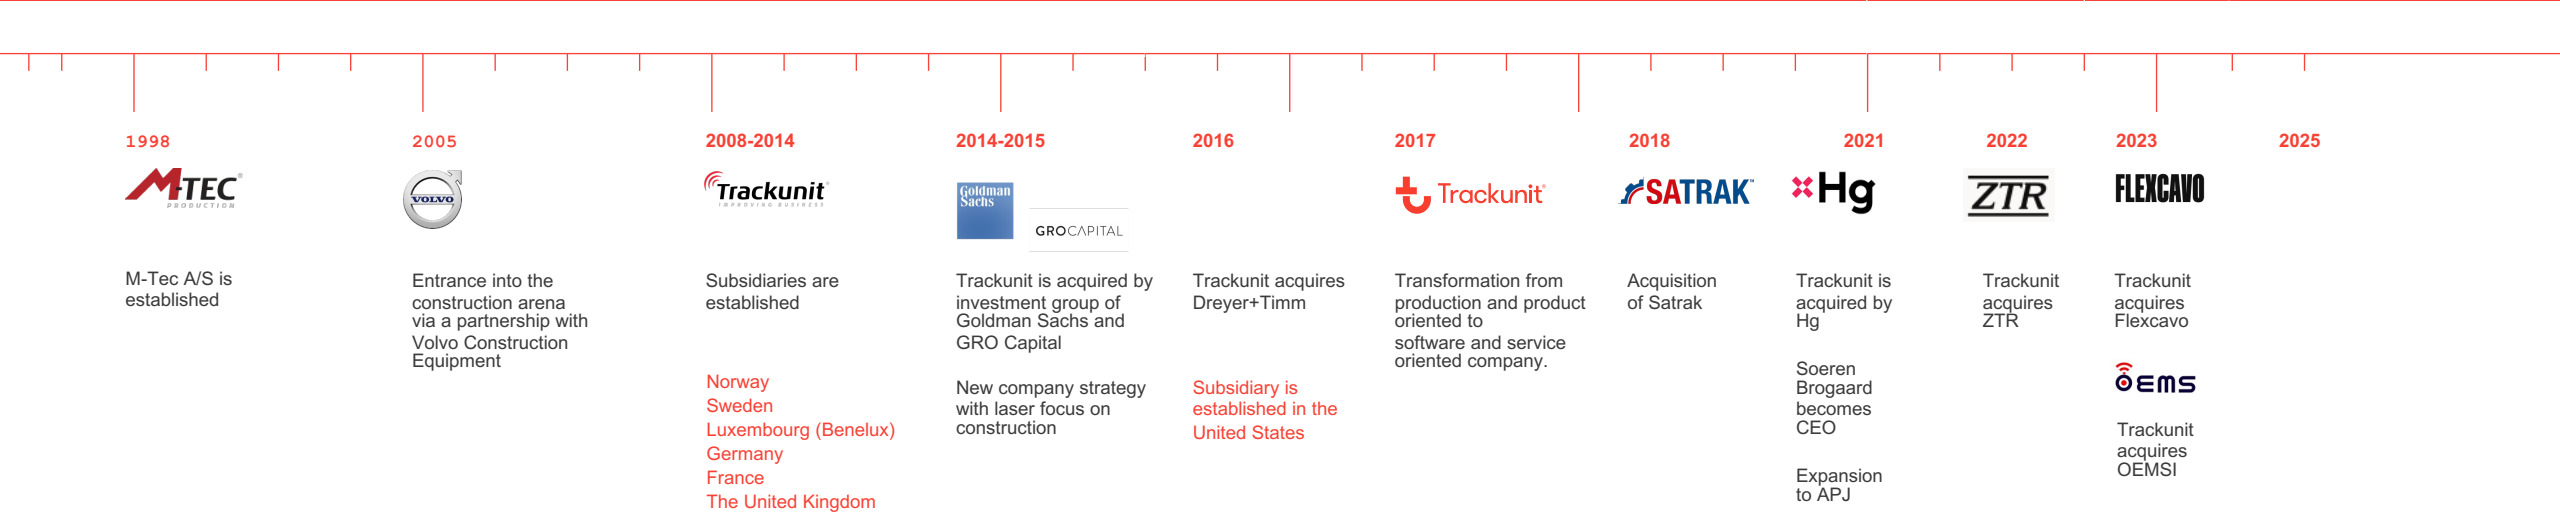 1998
M-TEC®
PRODUCTION
M-Tec A/S is
established
2005
VOLVO
Entrance into the
construction arena
via a partnership with
Volvo Construction
Equipment
2008-2014
Trackunit®
IMPROVING BUSINESS
Subsidiaries are
established
Norway
Sweden
Luxembourg (Benelux)
Germany
France
The United Kingdom
2014-2015
Goldman
Sachs
GROCAPITAL
Trackunit is acquired by
investment group of
Goldman Sachs and
GRO Capital
New company strategy
with laser focus on
construction
2016
Trackunit acquires
Dreyer+Timm
Subsidiary is
established in the
United States
2017
Trackunit®
Transformation from
production and product
oriented to
software and service
oriented company.
2018
SATRAK™
Acquisition
of Satrak
2021
Hg
Trackunit is
acquired by
Hg
Soeren
Brogaard
becomes
CEO
Expansion
to APJ
2022
ZTR
Trackunit
acquires
ZTR
2023
FLEXCAVO
Trackunit
acquires
Flexcavo
OEMS
Trackunit
acquires
OEMSI
2025